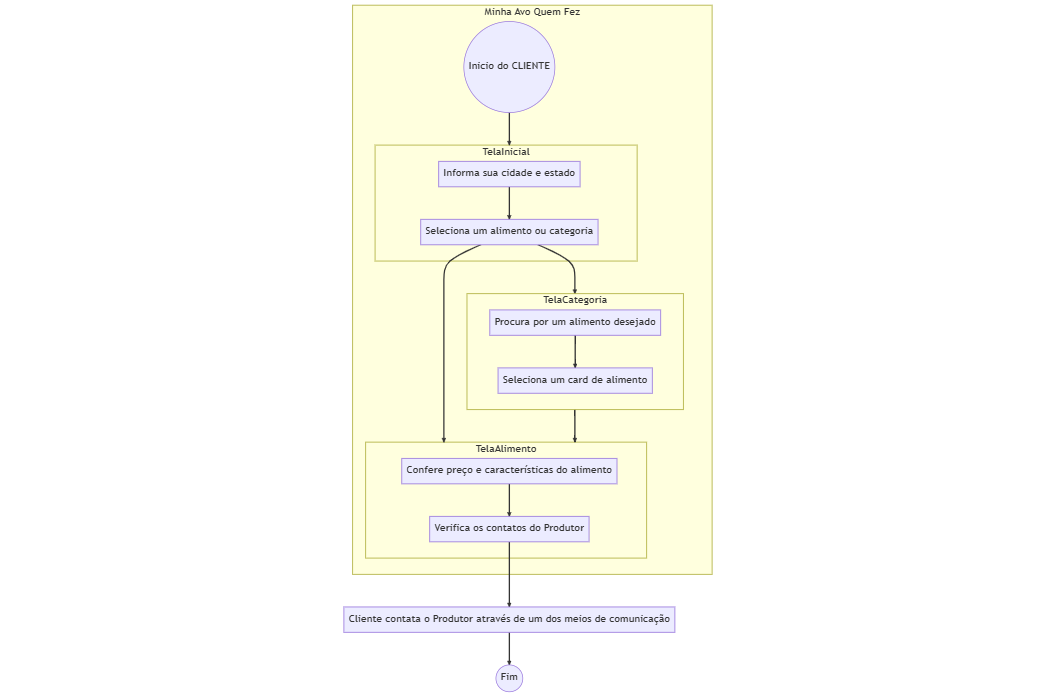 Minha Avo Quem Fez
Inicio do CLIENTE
TelaInicial
Informa sua cidade e estado
Seleciona um alimento ou categoria
TelaCategoria
Procura por um alimento desejado
Seleciona um card de alimento
TelaAlimento
Confere preço e características do alimento
Verifica os contatos do Produtor
Cliente contata o Produtor através de um dos meios de comunicação
Fim